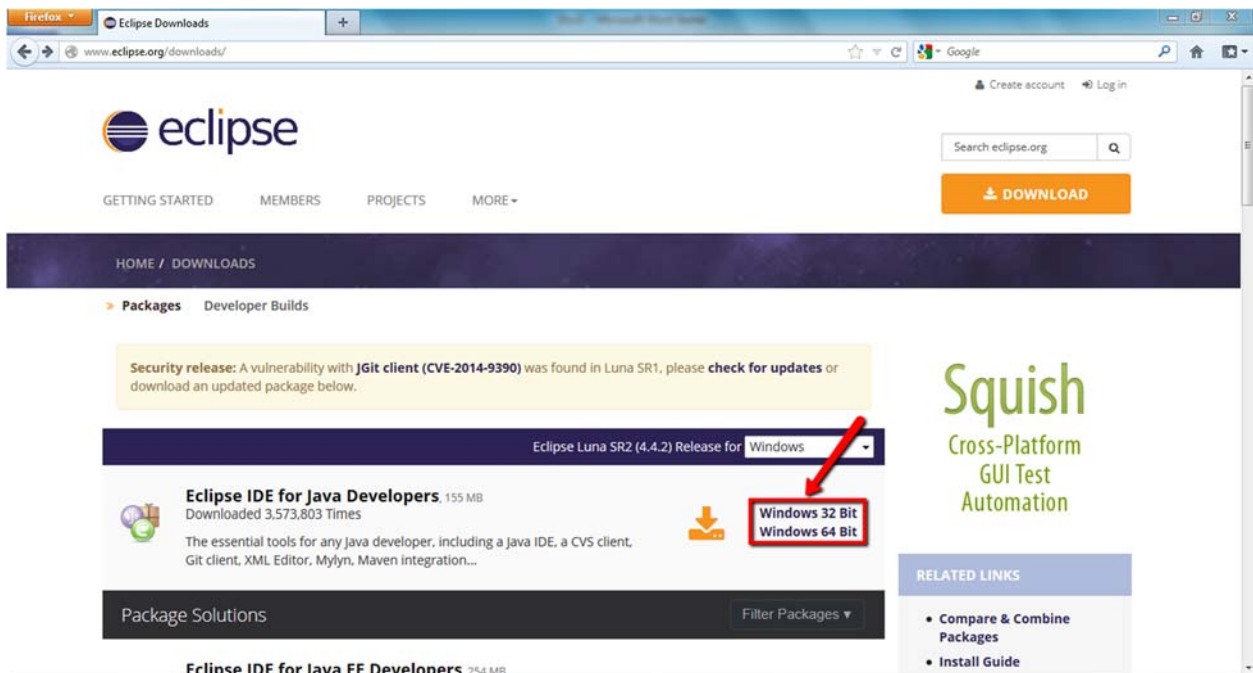 Firefox
Eclipse Downloads
www.eclipse.org/downloads/
Google
Create account Log in
eclipse
Search eclipse.org
DOWNLOAD
GETTING STARTED MEMBERS PROJECTS MORE
HOME / DOWNLOADS
Packages Developer Builds
Security release: A vulnerability with JGit client (CVE-2014-9390) was found in Luna SR1, please check for updates or
download an updated package below.
Eclipse Luna SR2 (4.4.2) Release for Windows
Eclipse IDE for Java Developers, 155 MB
Downloaded 3,573,803 Times
The essential tools for any Java developer, including a Java IDE, a CVS client,
Git client, XML Editor, Mylyn, Maven integration...
Windows 32 Bit
Windows 64 Bit
Package Solutions
Filter Packages ▾
Eclipse IDE for Java EE Developers 254 MB
Squish
Cross-Platform
GUI Test
Automation
RELATED LINKS
• Compare & Combine
Packages
• Install Guide